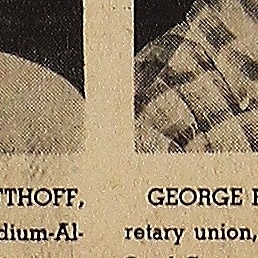 TTHOFF,
dium-Al-
GEORGE
retary union,